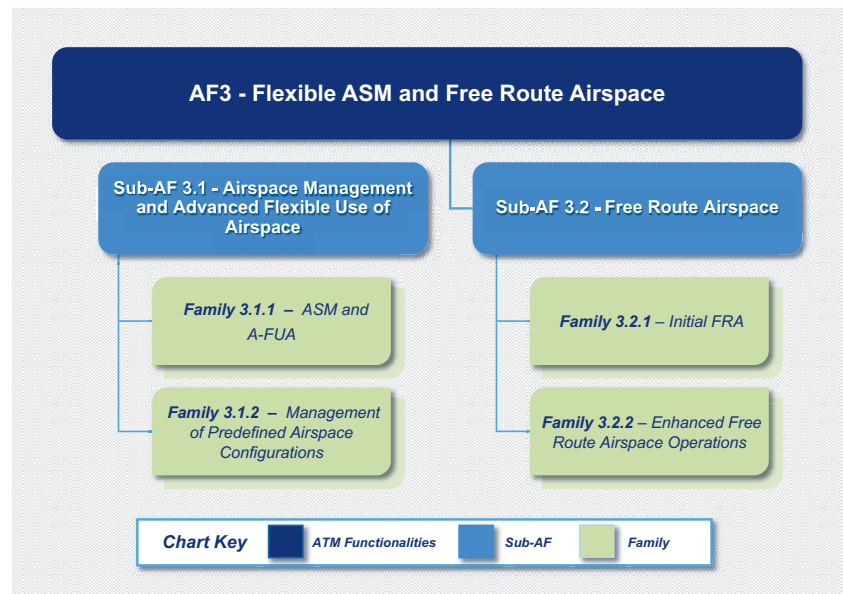 AF3 - Flexible ASM and Free Route Airspace
Sub-AF 3.1 - Airspace Management
and Advanced Flexible Use of
Airspace
Sub-AF 3.2 - Free Route Airspace
Family 3.1.1 – ASM and
A-FUA
Family 3.2.1 – Initial FRA
Family 3.1.2 – Management
of Predefined Airspace
Configurations
Family 3.2.2 – Enhanced Free
Route Airspace Operations
Chart Key
ATM Functionalities
Sub-AF
Family